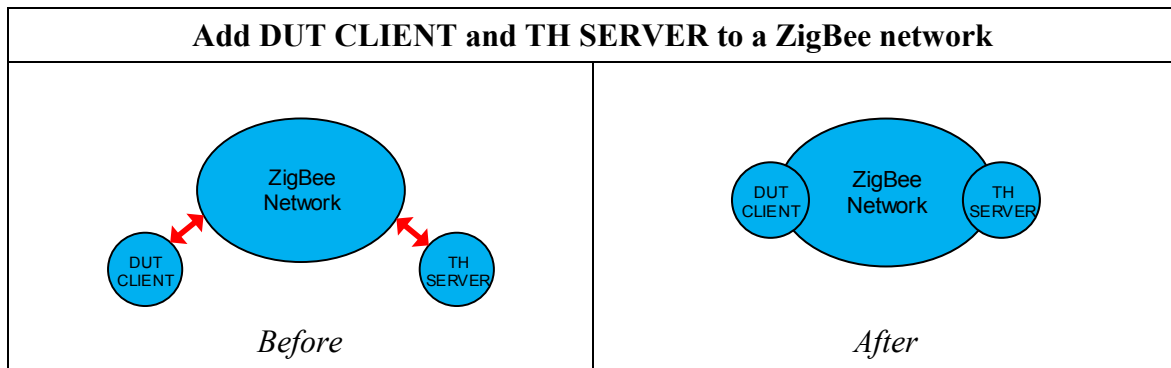 Add DUT CLIENT and TH SERVER to a ZigBee network
ZigBee
Network
DUT
CLIENT
TH
SERVER
Before
DUT
CLIENT
ZigBee
Network
TH
SERVER
After